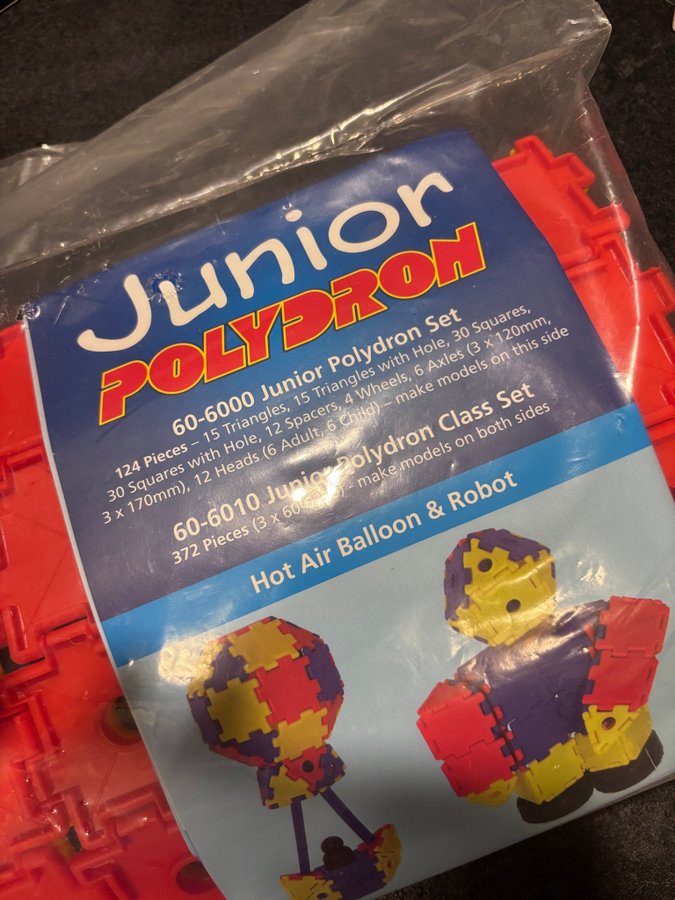 Junior
POLYDRON
60-6000 Junior Polydron Set
124 Pieces – 15 Triangles, 15 Triangles with Hole, 30 Squares,
30 Squares with Hole, 12 Spacers, 4 Wheels, 6 Axles (3 x 120mm,
3 x 170mm), 12 Heads (6 Adult, 6 Child) – make models on this side
60-6010 Junior Polydron Class Set
372 Pieces (3 x – make models on both sides
Hot Air Balloon & Robot